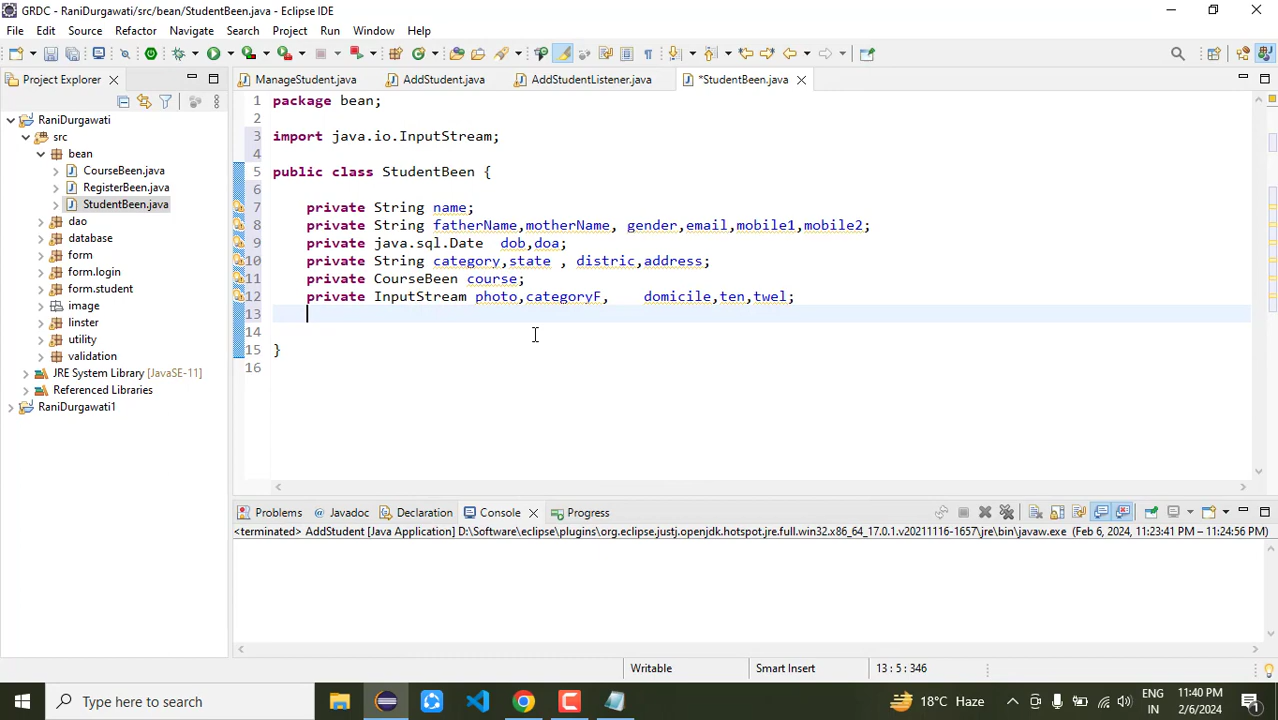 GRDC - RaniDurgawati/src/bean/StudentBeen.java - Eclipse IDE
File Edit Source Refactor Navigate Search Project Run Window Help
Project Explorer
ManageStudent.java AddStudent.java AddStudentListener.java *StudentBeen.java
RaniDurgawati
src
bean
CourseBeen.java
RegisterBeen.java
StudentBeen.java
dao
database
form
form.login
form.student
image
linster
utility
validation
JRE System Library [JavaSE-11]
Referenced Libraries
RaniDurgawati1
1 package bean;
2
3 import java.io.InputStream;
4
5 public class StudentBeen {
6
7 private String name;
8 private String fatherName,motherName, gender,email,mobile1,mobile2;
9 private java.sql.Date dob,doa;
10 private String category,state , distric,address;
11 private CourseBeen course;
12 private InputStream photo,categoryF, domicile,ten,twel;
13
14
15 }
16
Problems Javadoc Declaration Console Progress
<terminated> AddStudent [Java Application] D:\Software\eclipse\plugins\org.eclipse.justj.openjdk.hotspot.jre.full.win32.x86_64_17.0.1.v20211116-1657\jre\bin\javaw.exe (Feb 6, 2024, 11:23:41 PM – 11:24:56 PM)
Writable Smart Insert 13 : 5 : 346
Type here to search
18°C Haze
ENG
IN
11:40 PM
2/6/2024
1